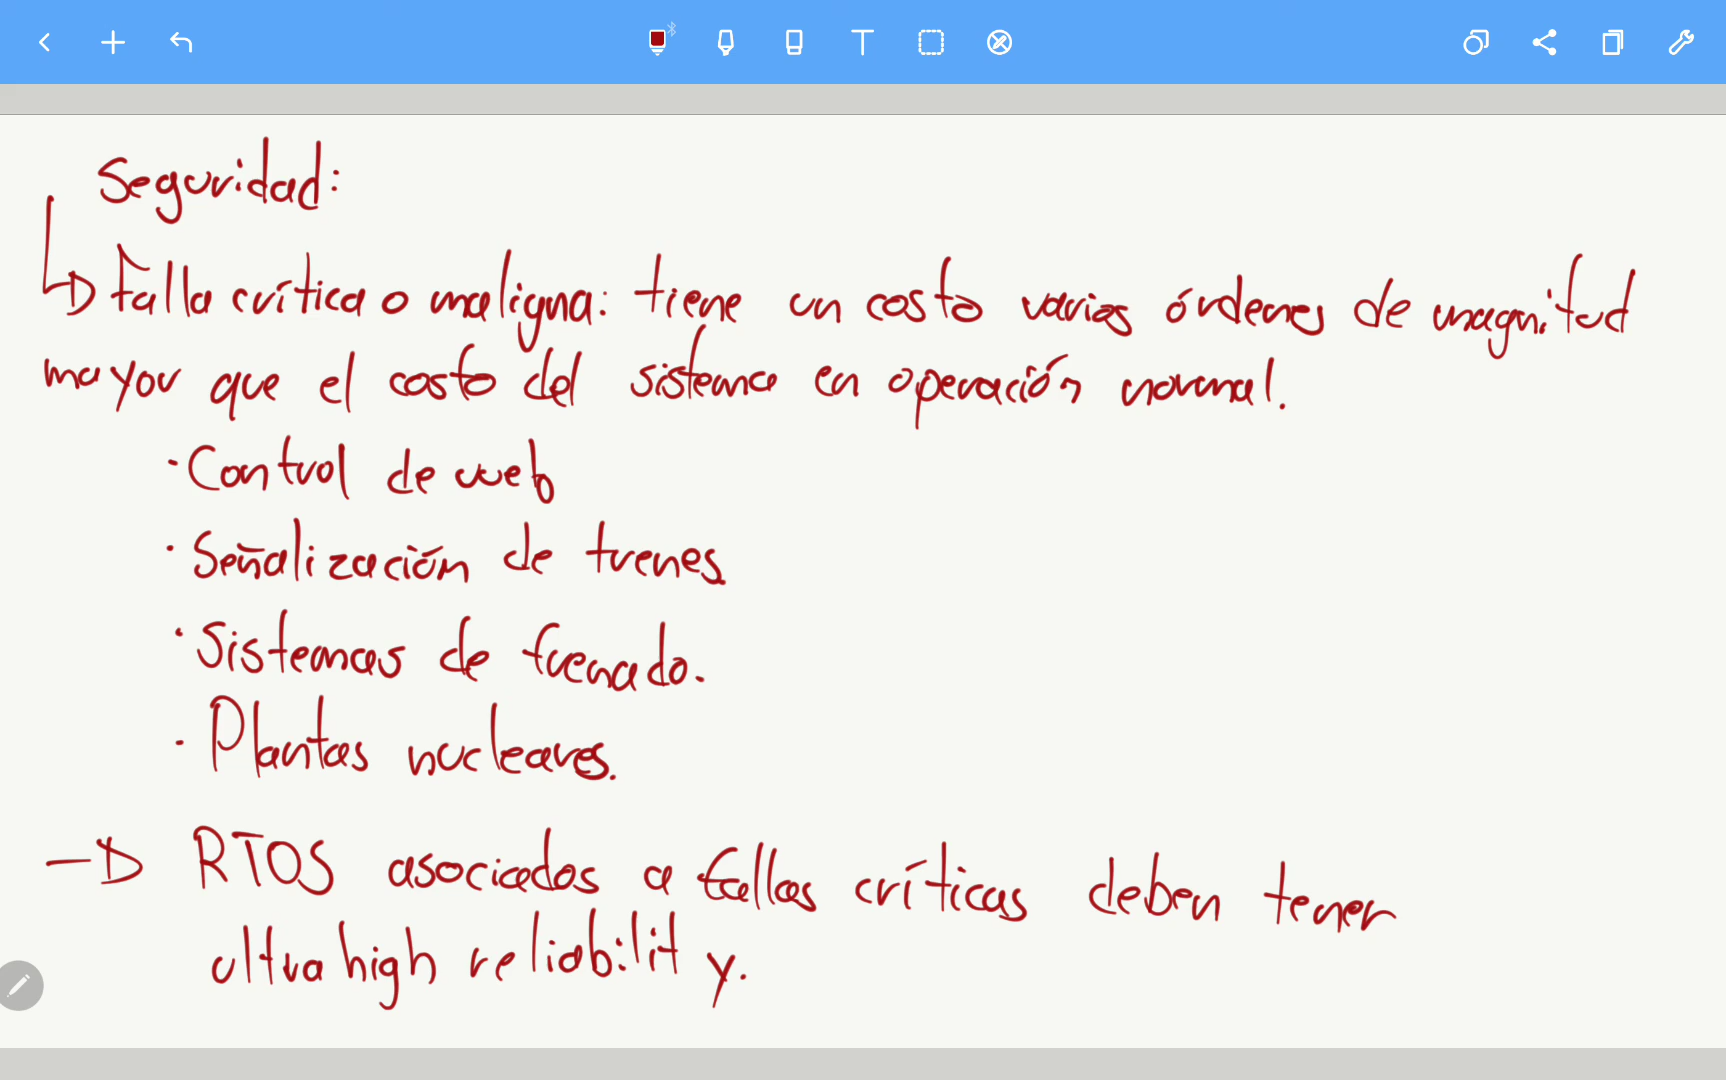 Seguridad:
Falla crítica o maligna: tiene un costo varios órdenes de magnitud
mayor que el costo del sistema en operación normal.
· Control de web
· Señalización de trenes
· Sistemas de frenado.
· Plantas nucleares.
RTOS asociados a fallas críticas deben tener
ultra high reliability.